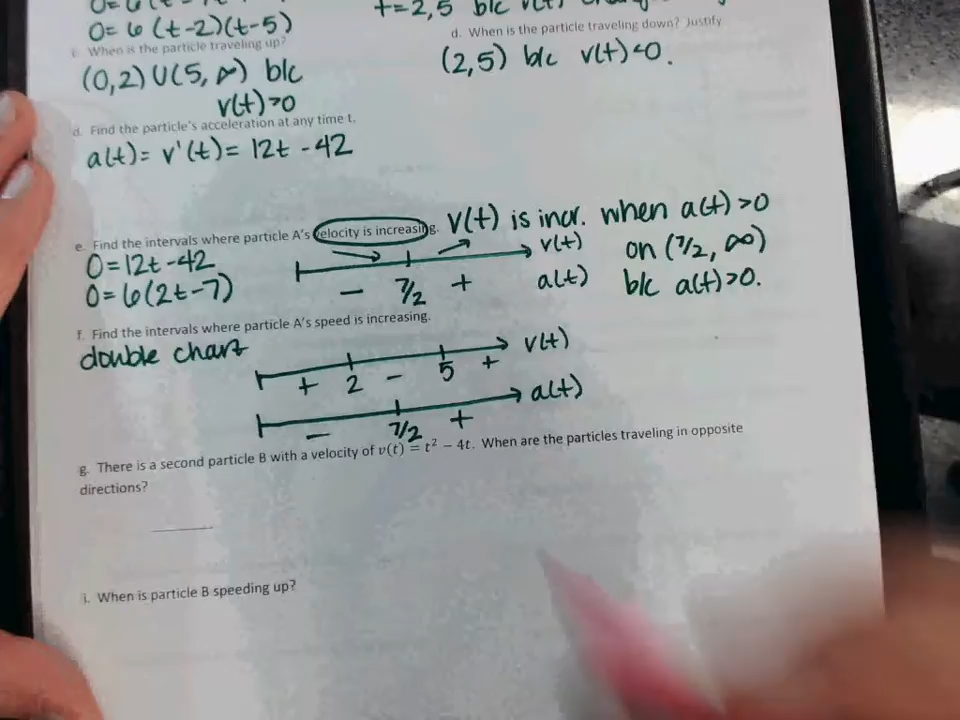 0=6(t-2)(t-5)
t=2,5 b/c v(t)
c. When is the particle traveling up?
(0,2)∪(5,∞) b/c
v(t)>0
d. When is the particle traveling down? Justify
(2,5) b/c v(t)<0.
d. Find the particle's acceleration at any time t.
a(t)= v'(t)= 12t -42
e. Find the intervals where particle A's velocity is increasing.
v(t) is incr. when a(t)>0
on (7/2, ∞)
b/c a(t)>0.
0=12t-42
0=6(2t-7)
v(t)
− 7/2 + a(t)
f. Find the intervals where particle A's speed is increasing.
double chart
+ 2 − 5 + v(t)
− 7/2 + a(t)
g. There is a second particle B with a velocity of v(t) = t² − 4t. When are the particles traveling in opposite
directions?
i. When is particle B speeding up?